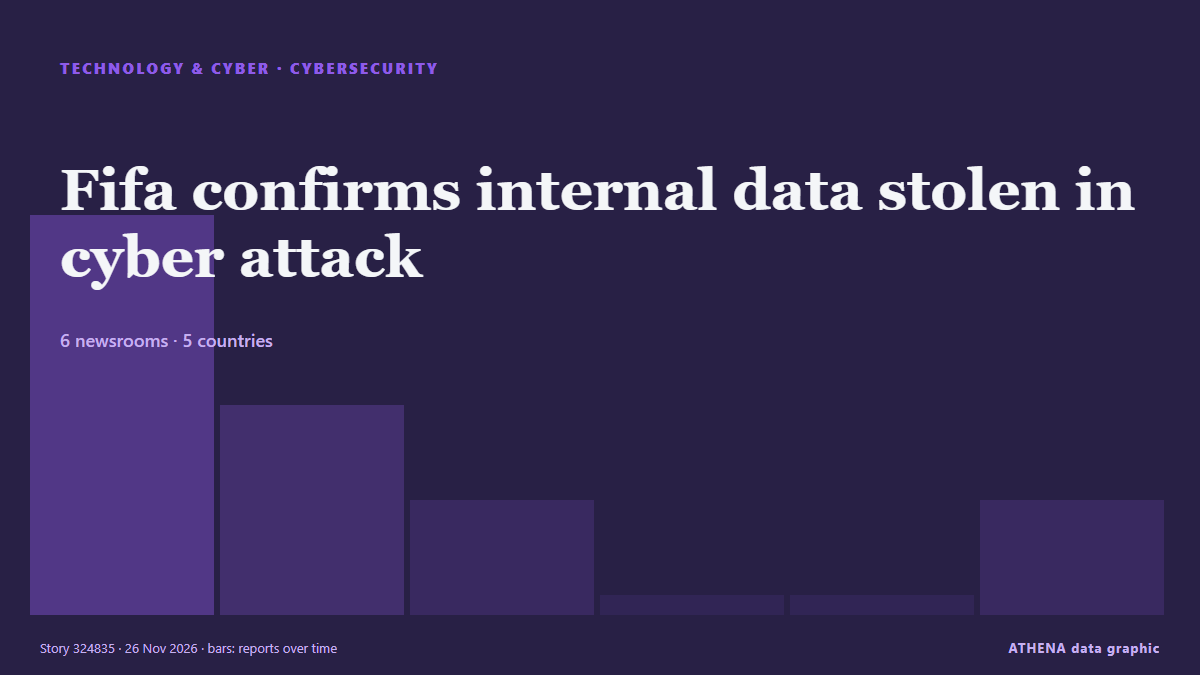 TECHNOLOGY & CYBER · CYBERSECURITY
Fifa confirms internal data stolen in
cyber attack
6 newsrooms · 5 countries
Story 324835 · 26 Nov 2026 · bars: reports over time
ATHENA data graphic